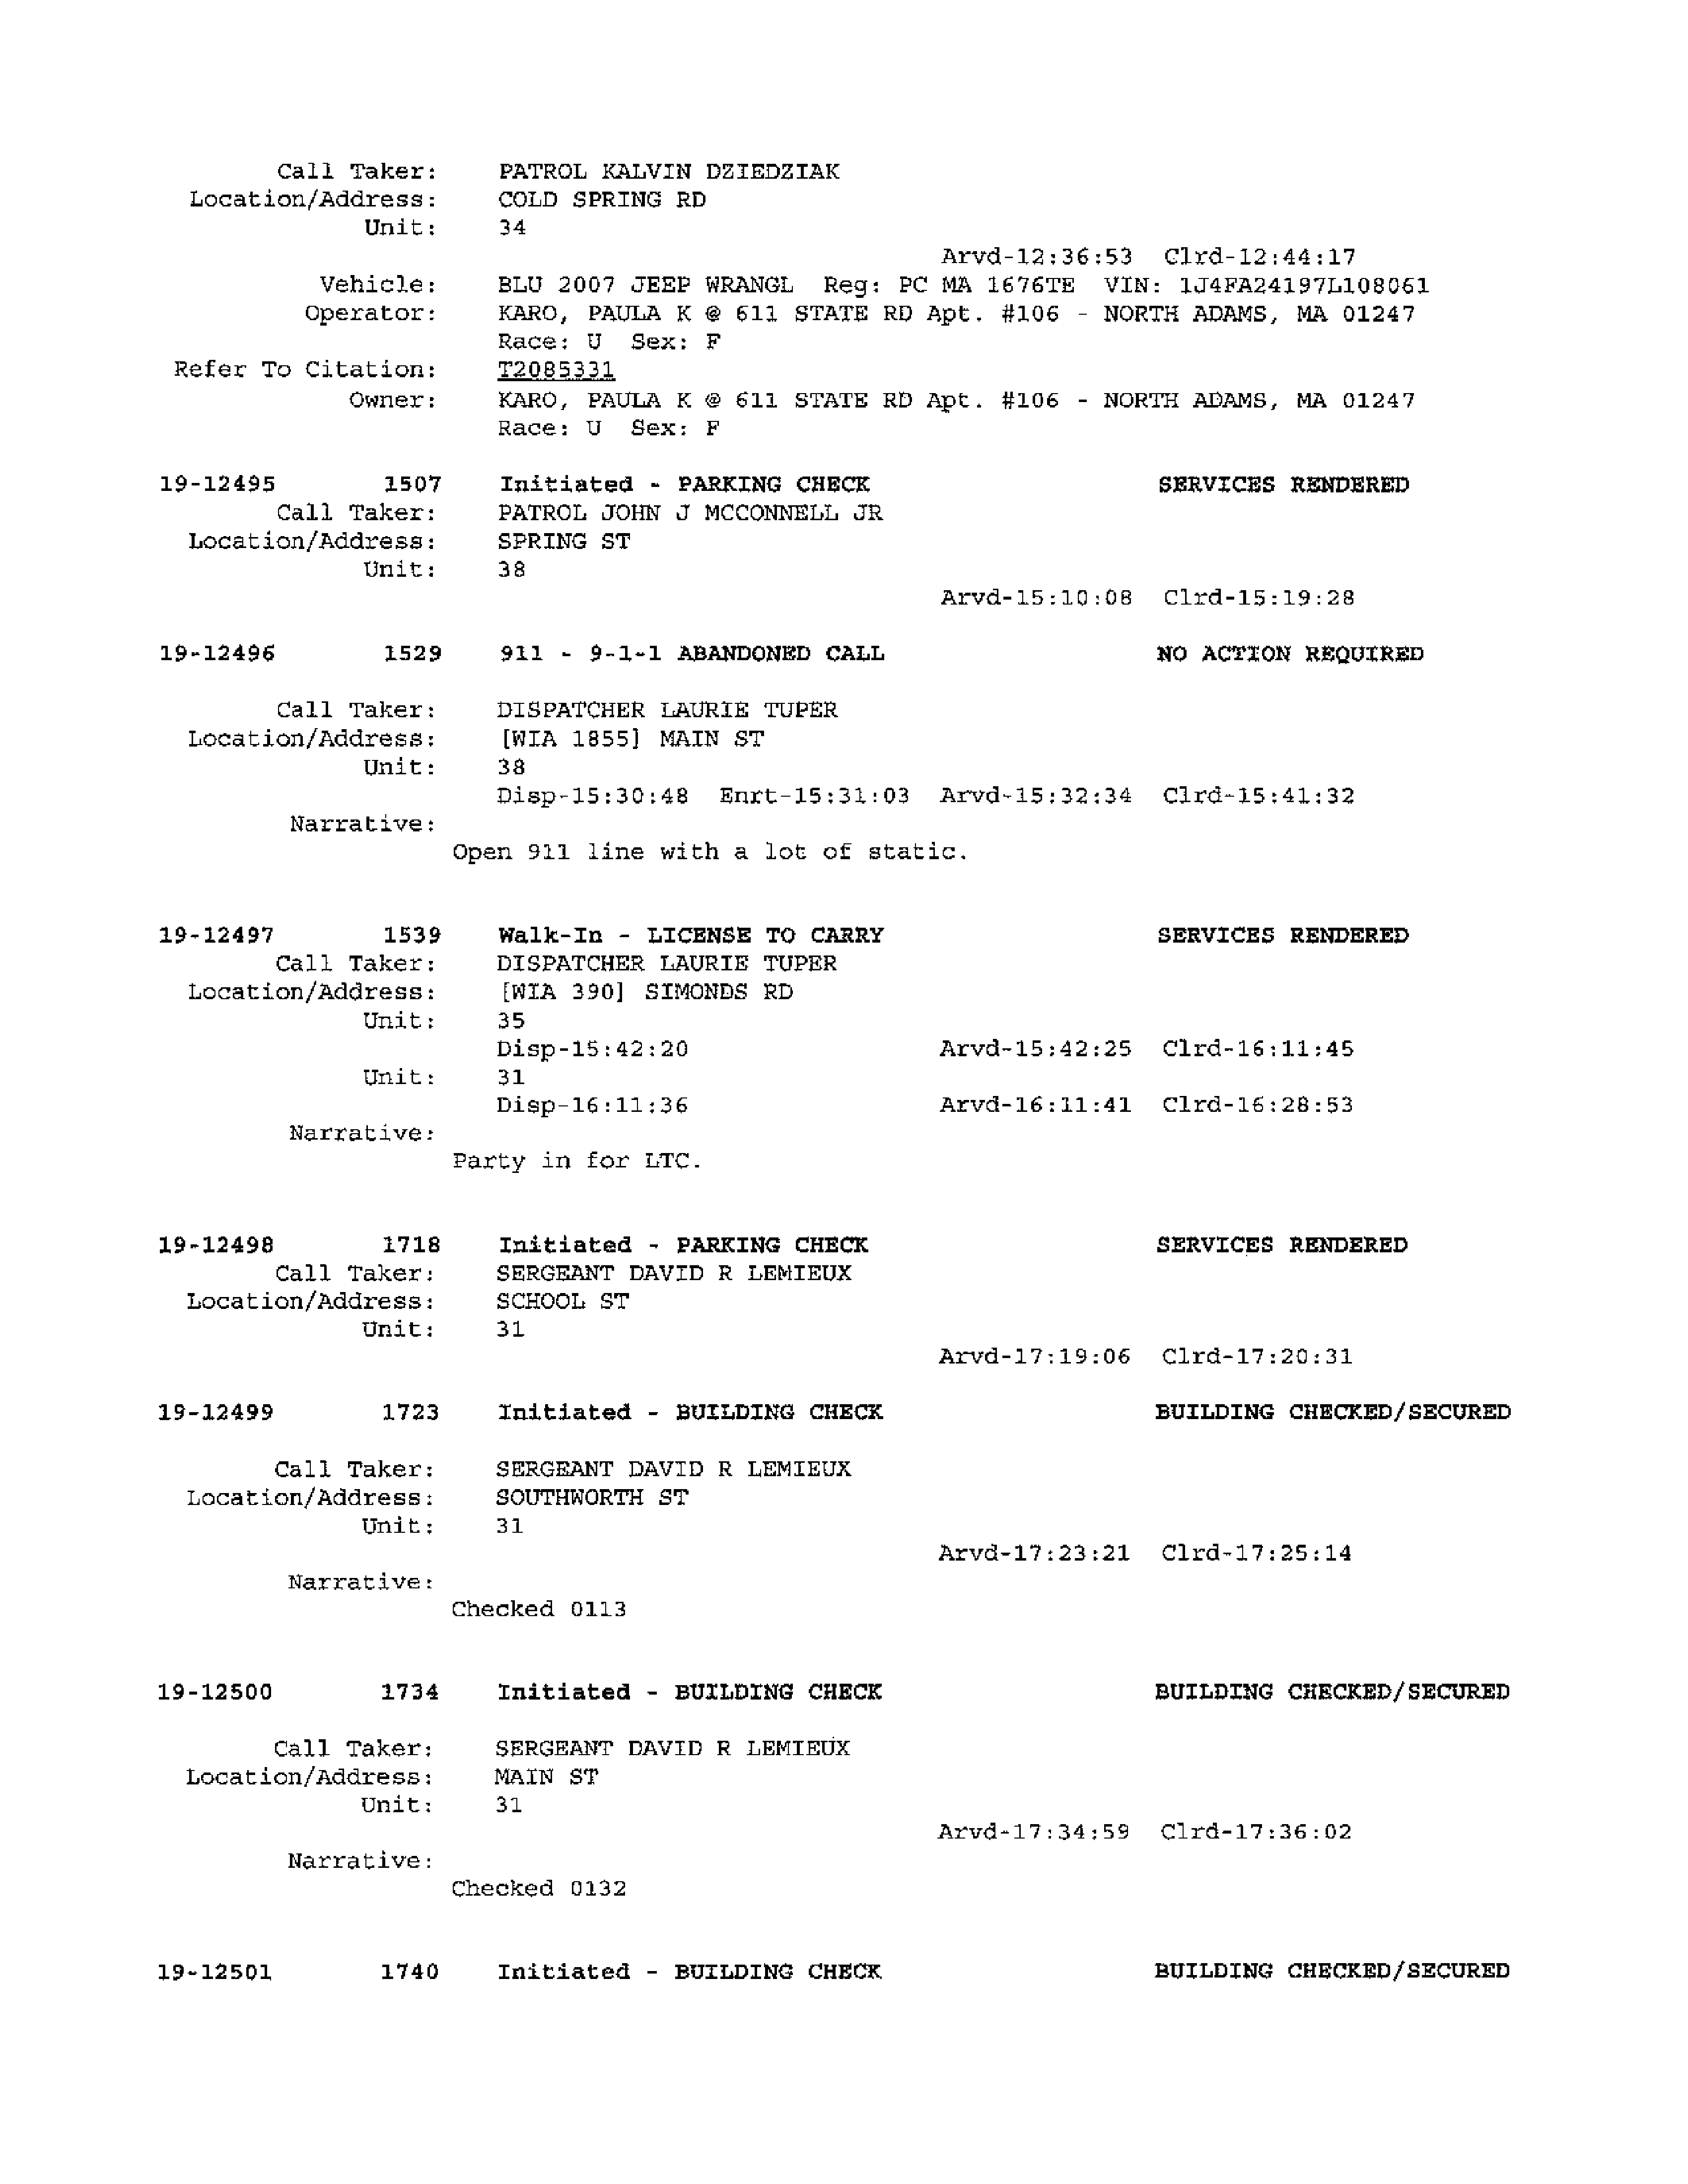 Call Taker: PATROL KALVIN DZIEDZIAK
Location/Address: COLD SPRING RD
Unit: 34
Arvd-12:36:53 Clrd-12:44:17
Vehicle: BLU 2007 JEEP WRANGL Reg: PC MA 1676TE VIN: 1J4FA24197L108061
Operator: KARO, PAULA K @ 611 STATE RD Apt. #106 - NORTH ADAMS, MA 01247
Race: U Sex: F
Refer To Citation: T2085331
Owner: KARO, PAULA K @ 611 STATE RD Apt. #106 - NORTH ADAMS, MA 01247
Race: U Sex: F
19-12495 1507 Initiated - PARKING CHECK SERVICES RENDERED
Call Taker: PATROL JOHN J MCCONNELL JR
Location/Address: SPRING ST
Unit: 38
Arvd-15:10:08 Clrd-15:19:28
19-12496 1529 911 - 9-1-1 ABANDONED CALL NO ACTION REQUIRED
Call Taker: DISPATCHER LAURIE TUPER
Location/Address: [WIA 1855] MAIN ST
Unit: 38
Disp-15:30:48 Enrt-15:31:03 Arvd-15:32:34 Clrd-15:41:32
Narrative:
Open 911 line with a lot of static.
19-12497 1539 Walk-In - LICENSE TO CARRY SERVICES RENDERED
Call Taker: DISPATCHER LAURIE TUPER
Location/Address: [WIA 390] SIMONDS RD
Unit: 35
Disp-15:42:20 Arvd-15:42:25 Clrd-16:11:45
Unit: 31
Disp-16:11:36 Arvd-16:11:41 Clrd-16:28:53
Narrative:
Party in for LTC.
19-12498 1718 Initiated - PARKING CHECK SERVICES RENDERED
Call Taker: SERGEANT DAVID R LEMIEUX
Location/Address: SCHOOL ST
Unit: 31
Arvd-17:19:06 Clrd-17:20:31
19-12499 1723 Initiated - BUILDING CHECK BUILDING CHECKED/SECURED
Call Taker: SERGEANT DAVID R LEMIEUX
Location/Address: SOUTHWORTH ST
Unit: 31
Arvd-17:23:21 Clrd-17:25:14
Narrative:
Checked 0113
19-12500 1734 Initiated - BUILDING CHECK BUILDING CHECKED/SECURED
Call Taker: SERGEANT DAVID R LEMIEUX
Location/Address: MAIN ST
Unit: 31
Arvd-17:34:59 Clrd-17:36:02
Narrative:
Checked 0132
19-12501 1740 Initiated - BUILDING CHECK BUILDING CHECKED/SECURED